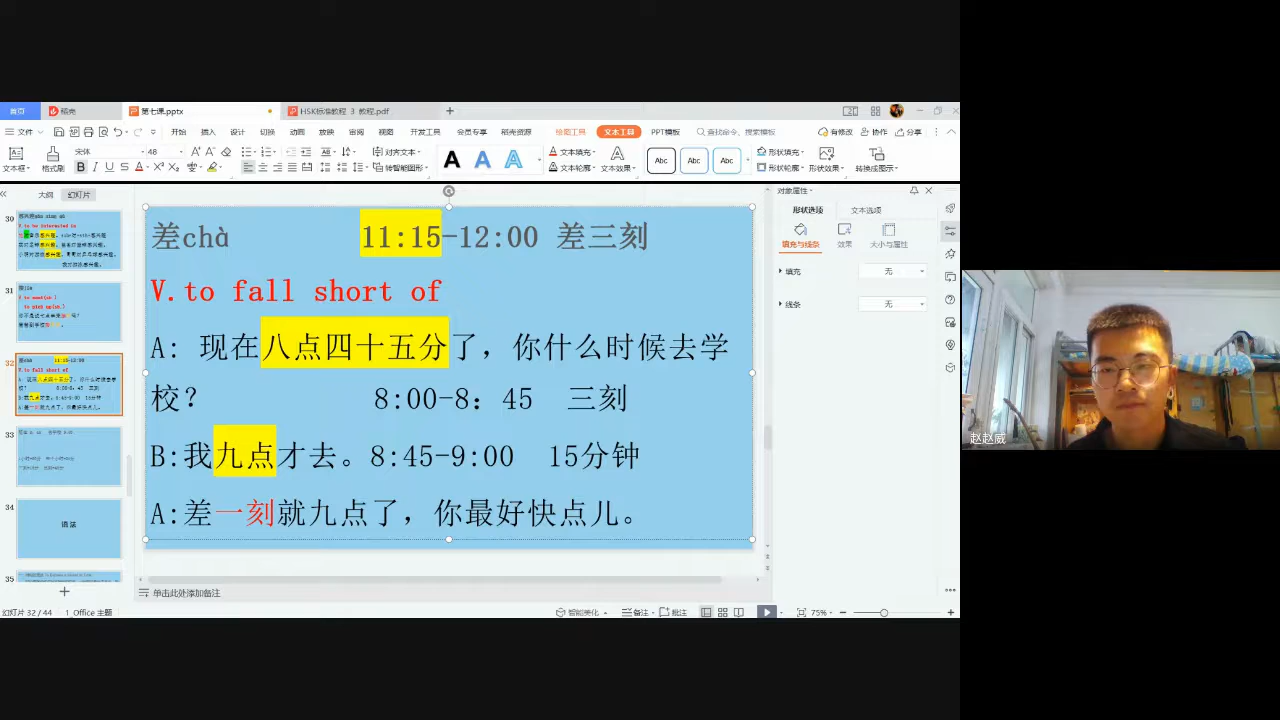 首页
稻壳
第七课.pptx
HSK标准教程 3 教程.pdf
文件
开始
插入
设计
切换
动画
放映
审阅
视图
开发工具
会员专享
稻壳资源
绘图工具
文本工具
PPT模板
查找命令、搜索模板
有修改
协作
分享
文本框
格式刷
宋体
48
对齐文本
转智能图形
文本填充
文本轮廓
文本效果
Abc
Abc
Abc
形状填充
形状轮廓
形状效果
转换成图示
大纲
幻灯片
30
31
32
33
34
语法
35
差chà 11:15-12:00 差三刻
V.to fall short of
A: 现在八点四十五分了，你什么时候去学
校？ 8:00-8：45 三刻
B:我九点才去。8:45-9:00 15分钟
A:差一刻就九点了，你最好快点儿。
对象属性
形状选项
文本选项
填充与线条
效果
大小与属性
填充
无
线条
无
赵赵威
单击此处添加备注
幻灯片 32 / 44
1_Office 主题
智能美化
备注
批注
75%